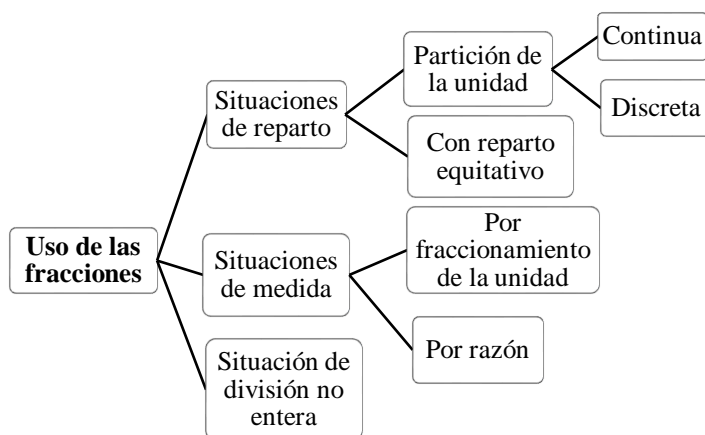 Uso de las
fracciones
Situaciones
de reparto
Partición de
la unidad
Continua
Discreta
Con reparto
equitativo
Situaciones
de medida
Por
fraccionamiento
de la unidad
Por razón
Situación de
división no
entera